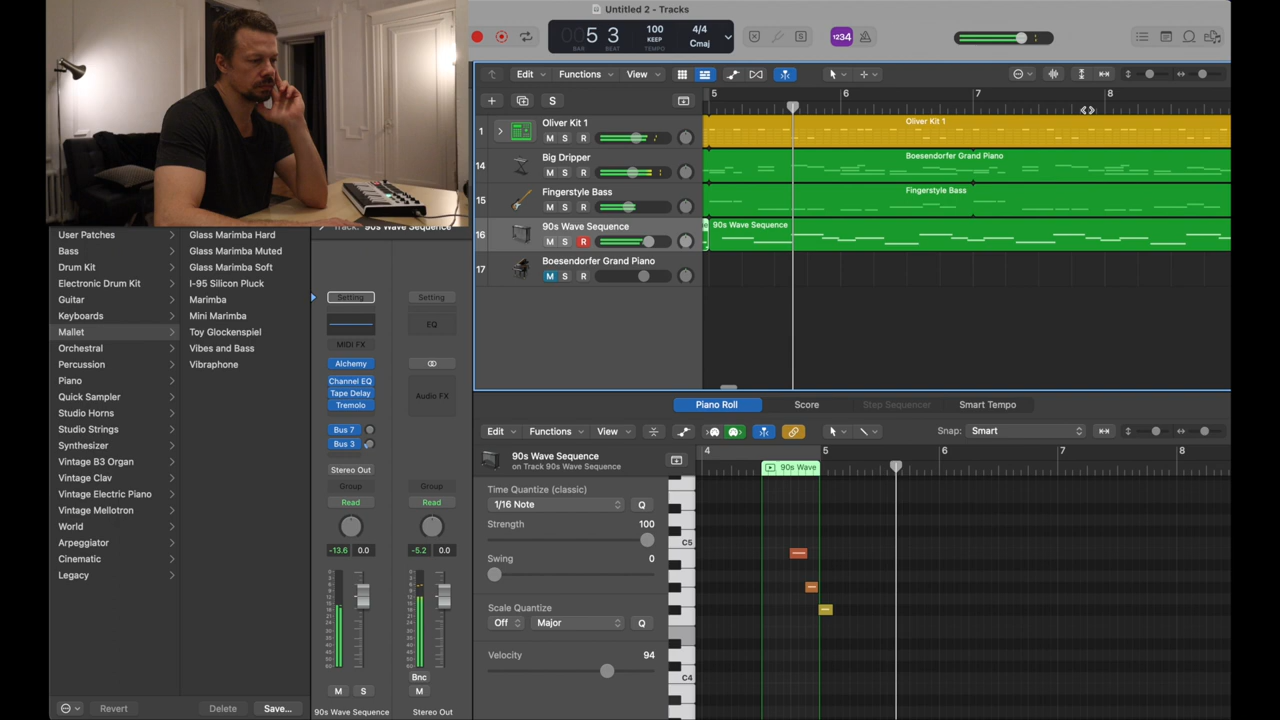 Untitled 2 - Tracks
5 3
BAR
BEAT
100
KEEP
TEMPO
4/4
Cmaj
1234
Edit
Functions
View
S
5
6
7
8
1
Oliver Kit 1
M S R
Oliver Kit 1
14
Big Dripper
M S R
Boesendorfer Grand Piano
15
Fingerstyle Bass
M S R
Fingerstyle Bass
16
90s Wave Sequence
M S R
90s Wave Sequence
17
Boesendorfer Grand Piano
M S R
User Patches
Bass
Drum Kit
Electronic Drum Kit
Guitar
Keyboards
Mallet
Orchestral
Percussion
Piano
Quick Sampler
Studio Horns
Studio Strings
Synthesizer
Vintage B3 Organ
Vintage Clav
Vintage Electric Piano
Vintage Mellotron
World
Arpeggiator
Cinematic
Legacy
Glass Marimba Hard
Glass Marimba Muted
Glass Marimba Soft
I-95 Silicon Pluck
Marimba
Mini Marimba
Toy Glockenspiel
Vibes and Bass
Vibraphone
Revert
Delete
Save...
Track: 90s Wave Sequence
Setting
MIDI FX
Alchemy
Channel EQ
Tape Delay
Tremolo
Bus 7
Bus 3
Stereo Out
Group
Read
-13.6
0.0
M S
90s Wave Sequence
Setting
EQ
Audio FX
Group
Read
-5.2
0.0
Bnc
M
Stereo Out
Piano Roll
Score
Step Sequencer
Smart Tempo
Edit
Functions
View
Snap:
Smart
90s Wave Sequence
on Track 90s Wave Sequence
Time Quantize (classic)
1/16 Note
Q
Strength
100
Swing
0
Scale Quantize
Off
Major
Q
Velocity
94
4
5
6
7
8
90s Wave
C5
C4